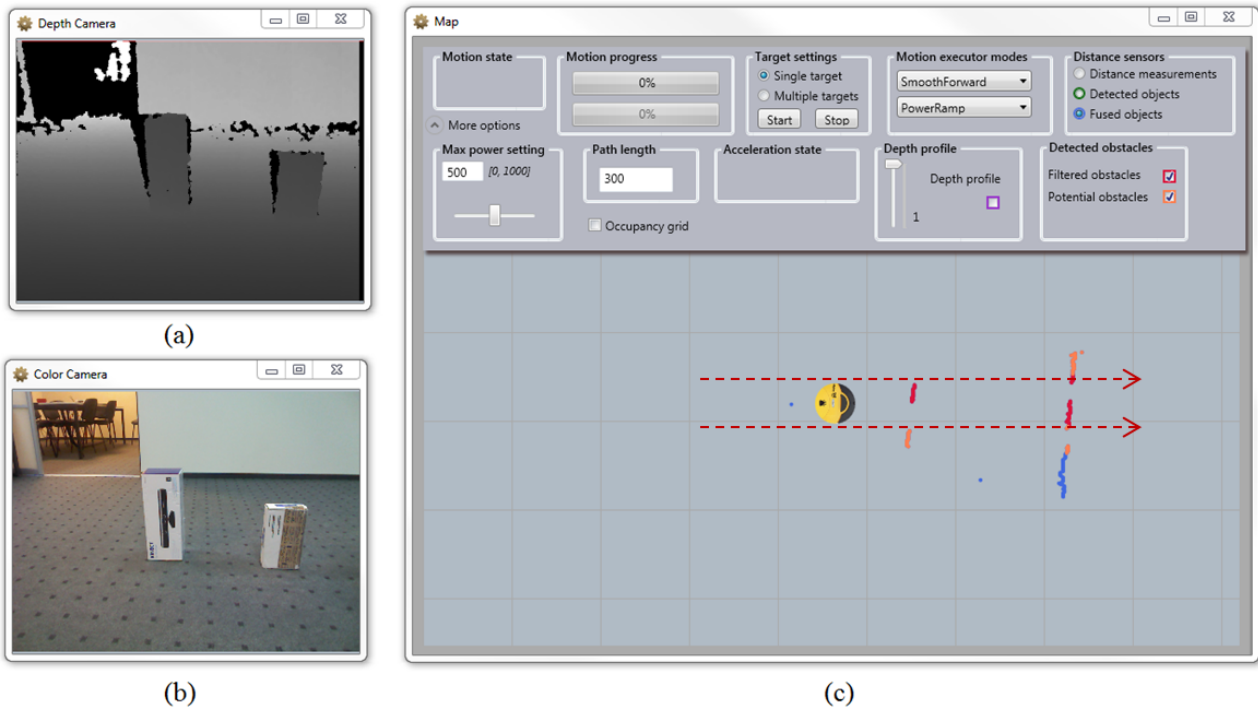 Depth Camera
(a)
Color Camera
(b)
Map
Motion state
Motion progress
0%
0%
Target settings
Single target
Multiple targets
Start
Stop
Motion executor modes
SmoothForward
PowerRamp
Distance sensors
Distance measurements
Detected objects
Fused objects
More options
Max power setting
500
[0, 1000]
Path length
300
Acceleration state
Depth profile
Depth profile
1
Detected obstacles
Filtered obstacles
Potential obstacles
Occupancy grid
(c)